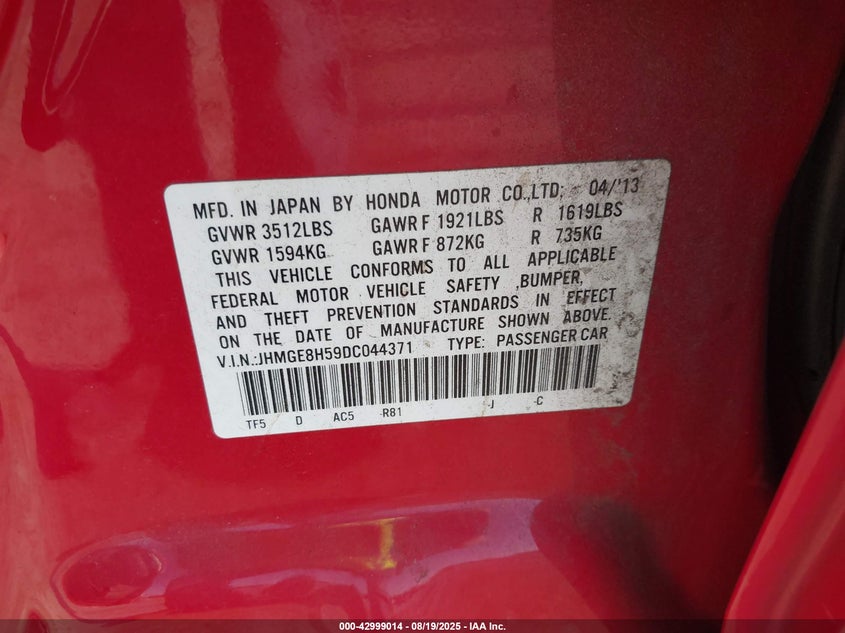 MFD. IN JAPAN BY HONDA MOTOR CO.,LTD: 04/'13
GVWR 3512LBS GAWR F 1921LBS R 1619LBS
GVWR 1594KG GAWR F 872KG R 735KG
THIS VEHICLE CONFORMS TO ALL APPLICABLE
FEDERAL MOTOR VEHICLE SAFETY ,BUMPER,
AND THEFT PREVENTION STANDARDS IN EFFECT
ON THE DATE OF MANUFACTURE SHOWN ABOVE.
V.I.N.:JHMGE8H59DC044371 TYPE: PASSENGER CAR
TF5 D AC5 -R81 -J -C
000-42999014 - 08/19/2025 - IAA Inc.